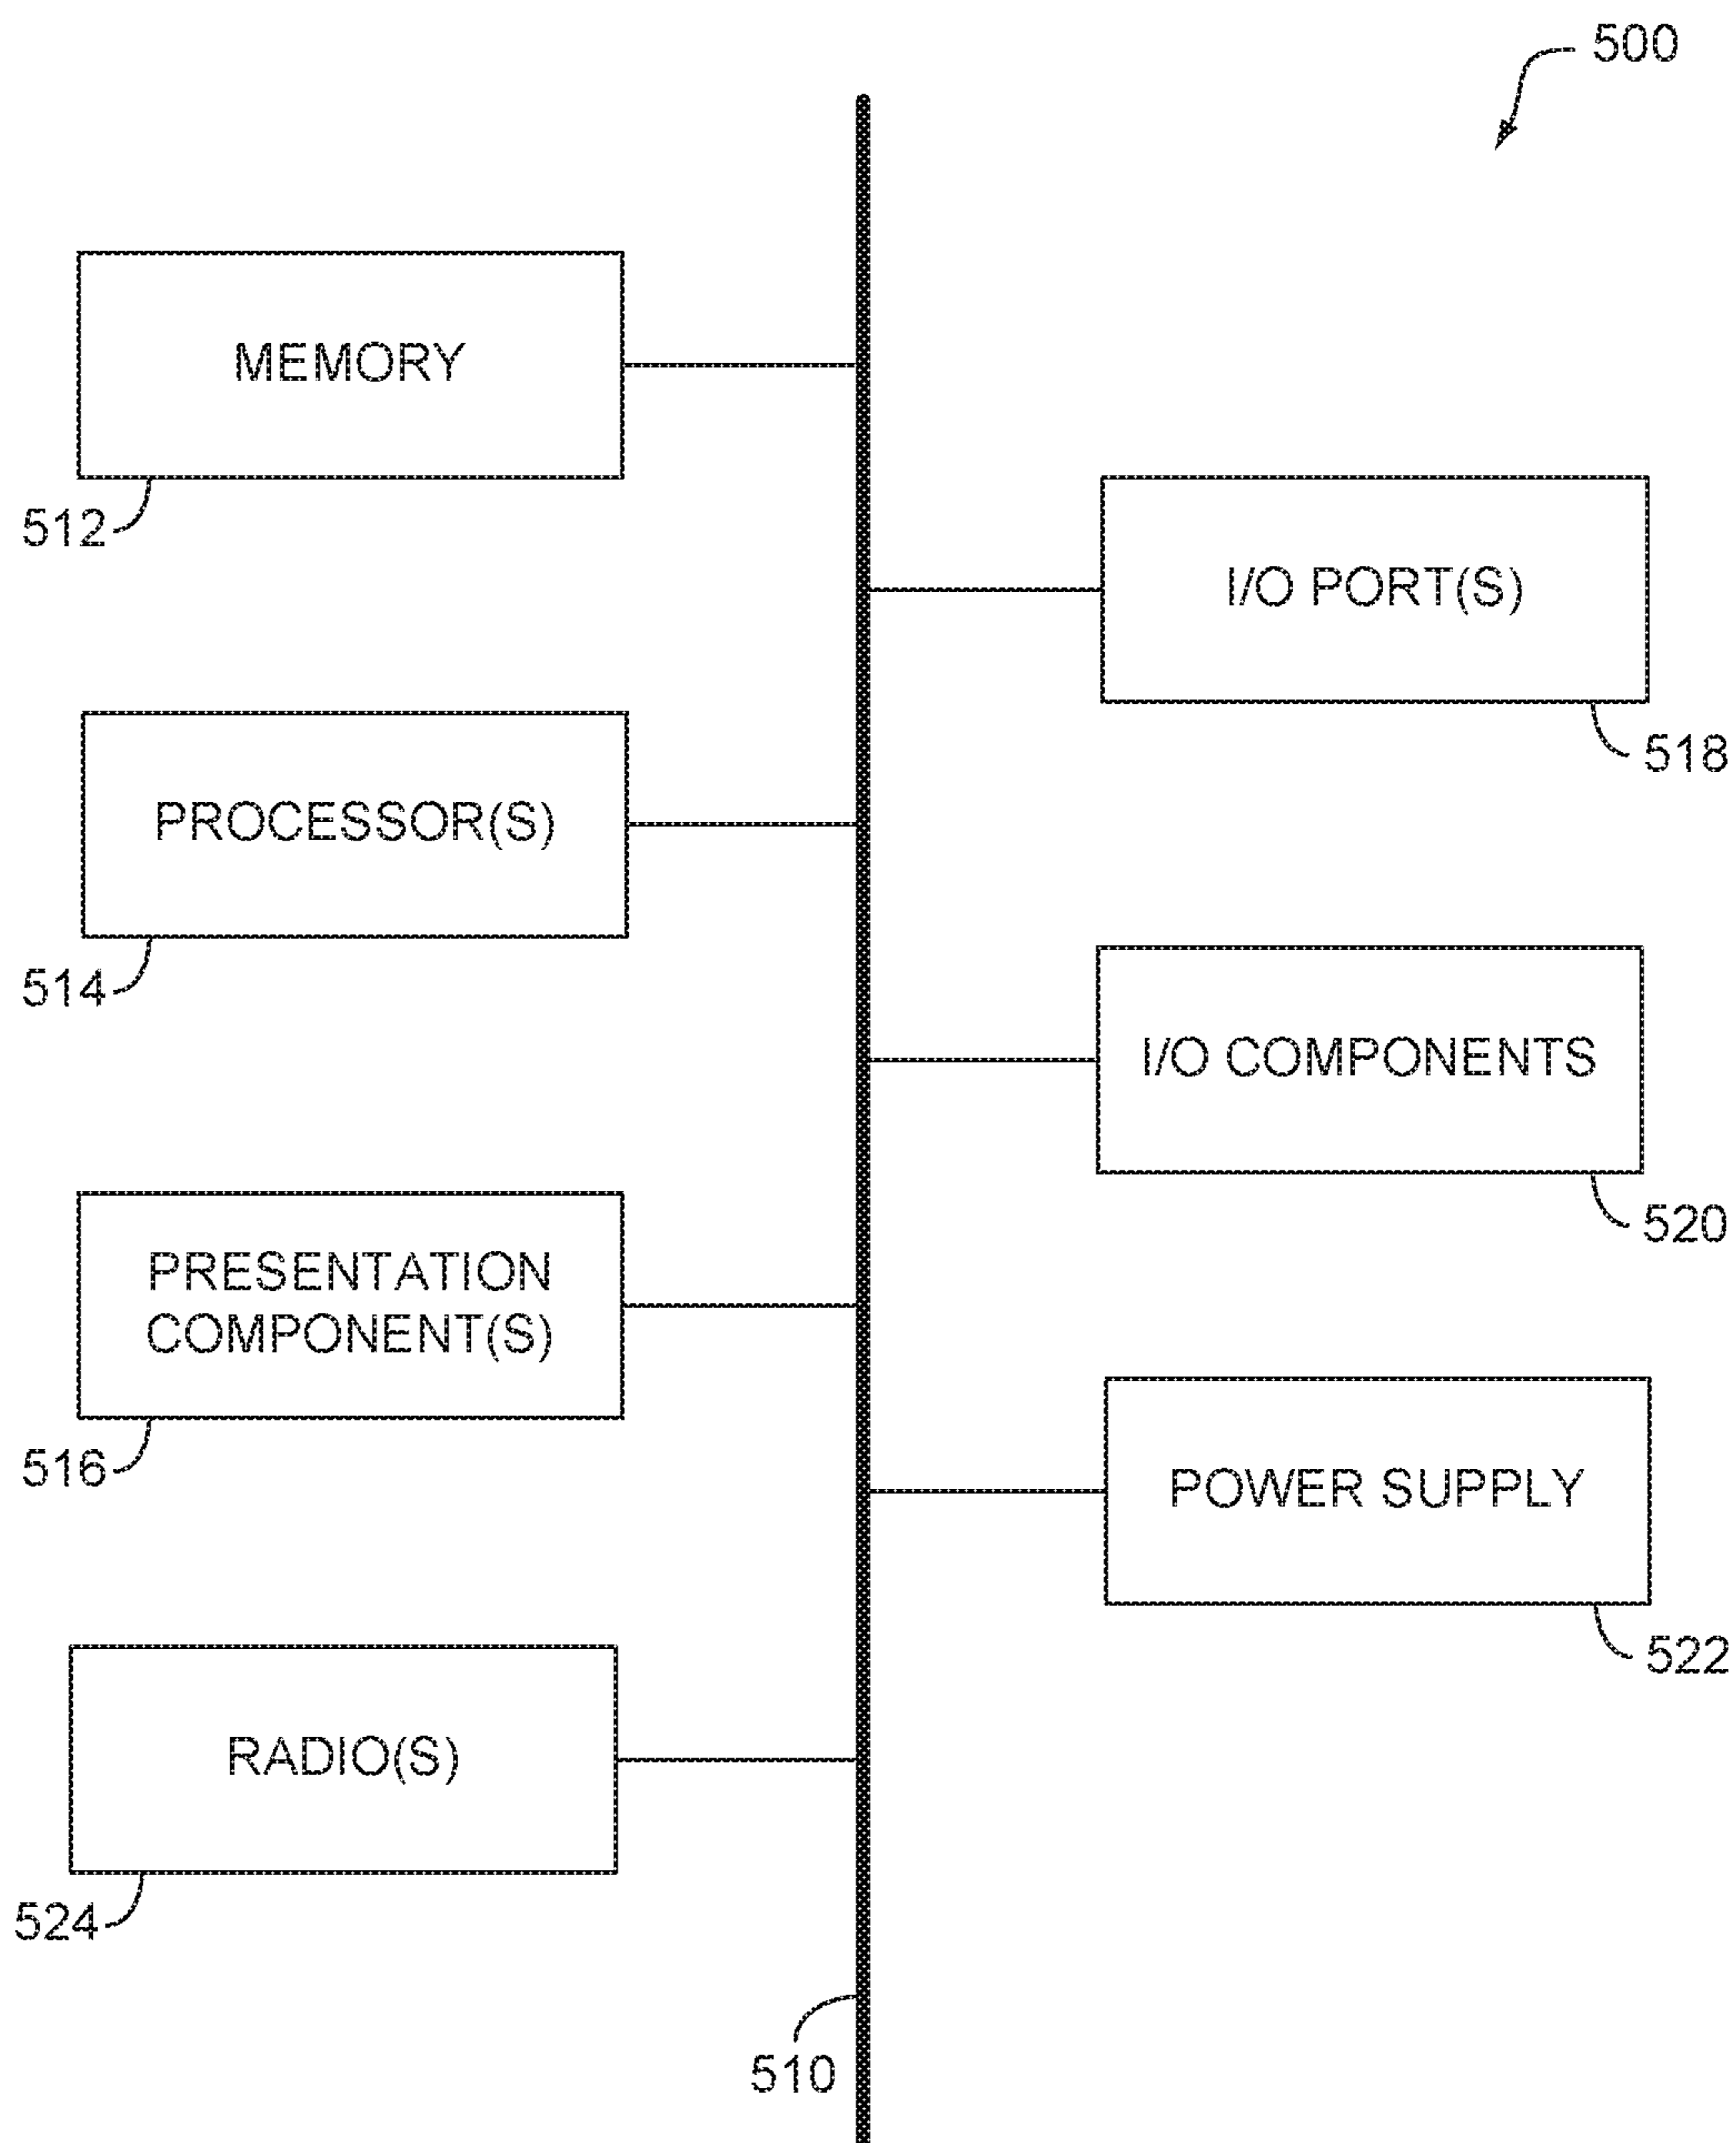 500
MEMORY
512
I/O PORT(S)
518
PROCESSOR(S)
514
I/O COMPONENTS
520
PRESENTATION
COMPONENT(S)
516
POWER SUPPLY
522
RADIO(S)
524
510